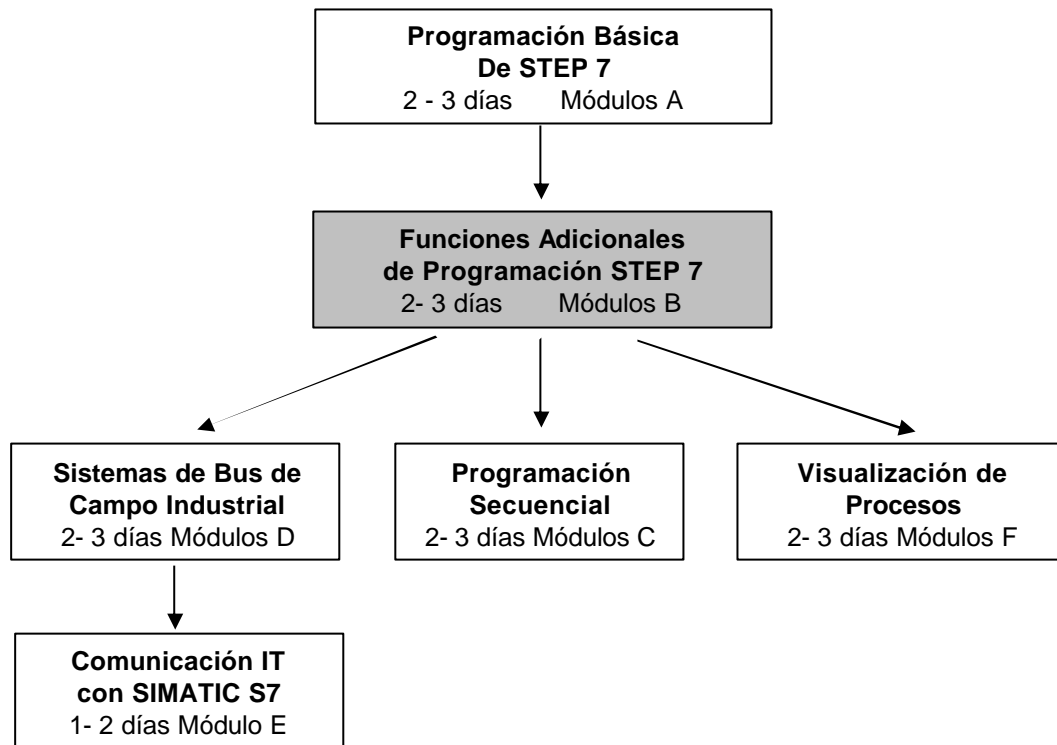 Programación Básica
De STEP 7
2 - 3 días Módulos A
Funciones Adicionales
de Programación STEP 7
2- 3 días Módulos B
Sistemas de Bus de
Campo Industrial
2- 3 días Módulos D
Programación
Secuencial
2- 3 días Módulos C
Visualización de
Procesos
2- 3 días Módulos F
Comunicación IT
con SIMATIC S7
1- 2 días Módulo E